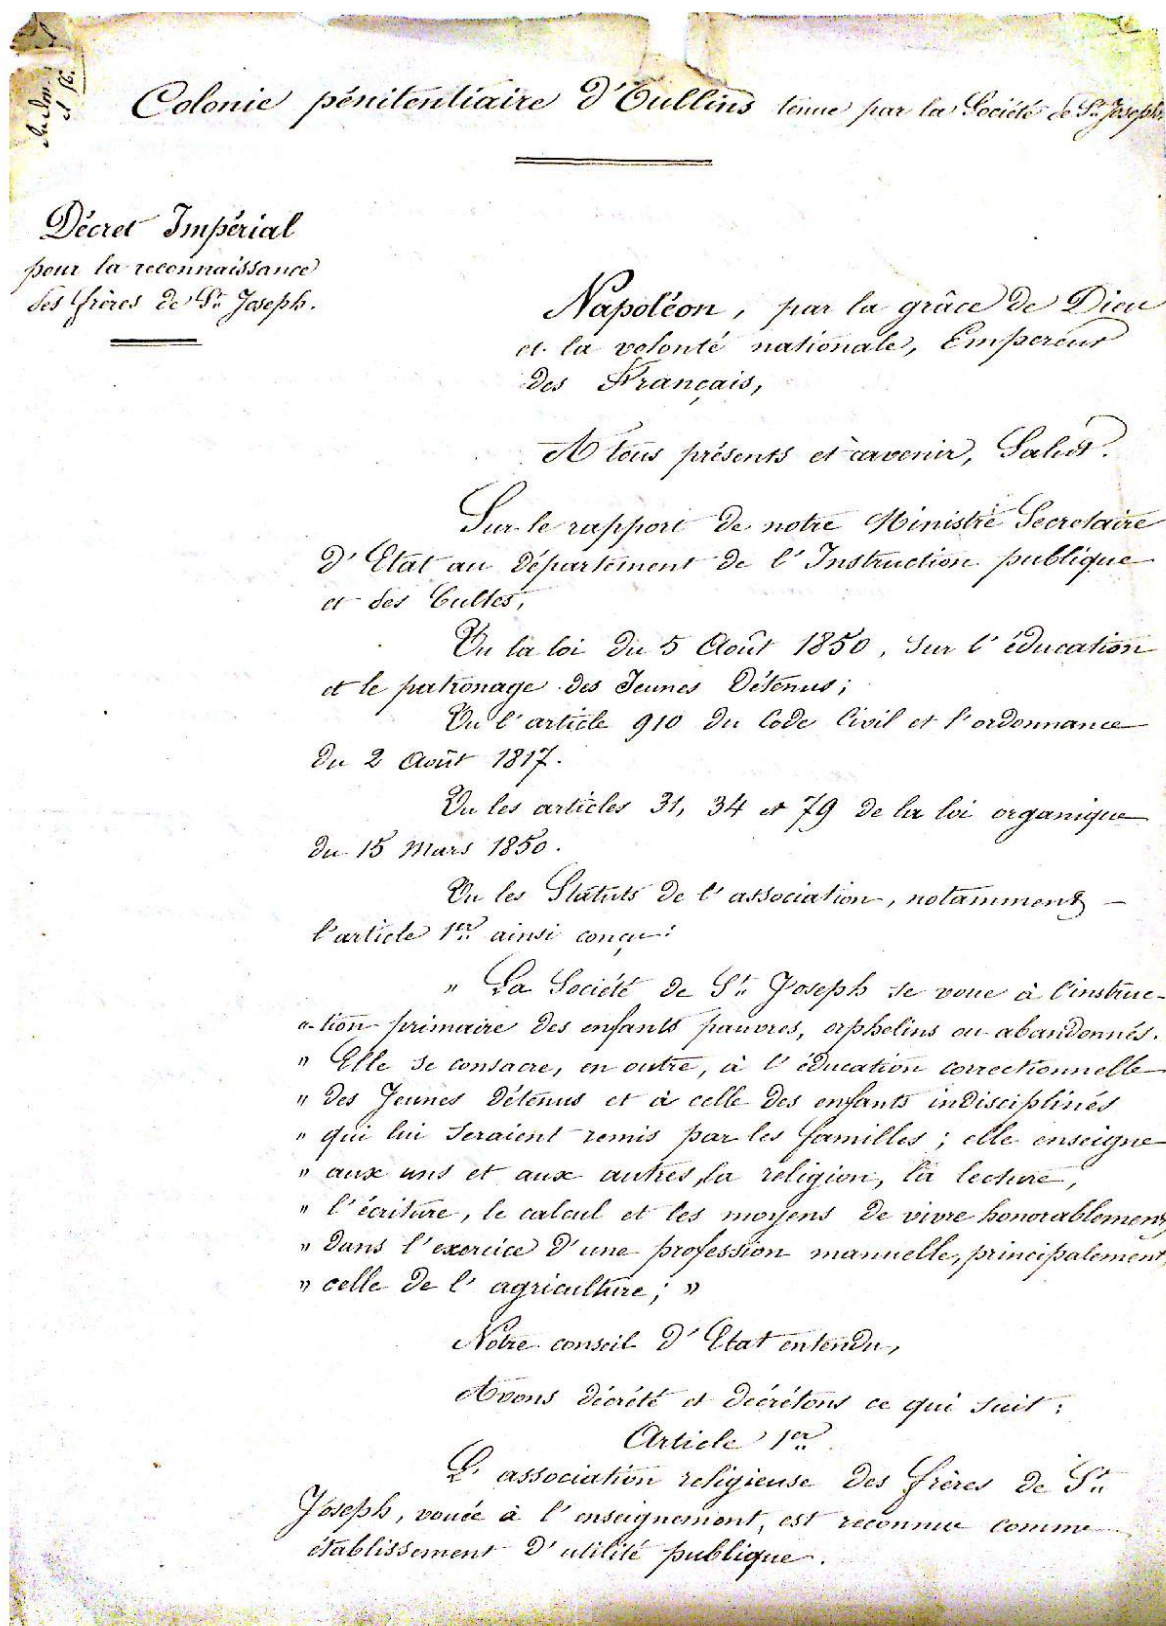 Colonie pénitentiaire d'Oullins tenue par la Société de St. Joseph.
Décret Impérial
pour la reconnaissance
des frères de St. Joseph.
Napoléon, par la grâce de Dieu
et la volonté nationale, Empereur
des Français,
A tous présents et à avenir, Salut.
Sur le rapport de notre Ministre Secrétaire
d'Etat au département de l'Instruction publique
et des Cultes,
Vu la loi du 5 Août 1850, sur l'éducation
et le patronage des Jeunes Détenus;
Vu l'article 910 du Code Civil et l'ordonnance
du 2 Août 1817.
Vu les articles 31, 34 et 79 de la loi organique
du 15 Mars 1850.
Vu les Statuts de l'association, notamment
l'article 1er ainsi conçu:
" La Société de St. Joseph se voue à l'instruc-
"-tion primaire des enfants pauvres, orphelins ou abandonnés.
" Elle se consacre, en outre, à l'éducation correctionnelle
" des Jeunes détenus et à celle des enfants indisciplinés
" qui lui seraient remis par les familles; elle enseigne
" aux uns et aux autres, la religion, la lecture,
" l'écriture, le calcul et les moyens de vivre honorablement
" dans l'exercice d'une profession manuelle, principalement,
" celle de l'agriculture; "
Notre conseil d'Etat entendu,
Avons décrété et décrétons ce qui suit:
Article 1er
L'association religieuse des frères de St.
Joseph, vouée à l'enseignement, est reconnue comme
établissement d'utilité publique.